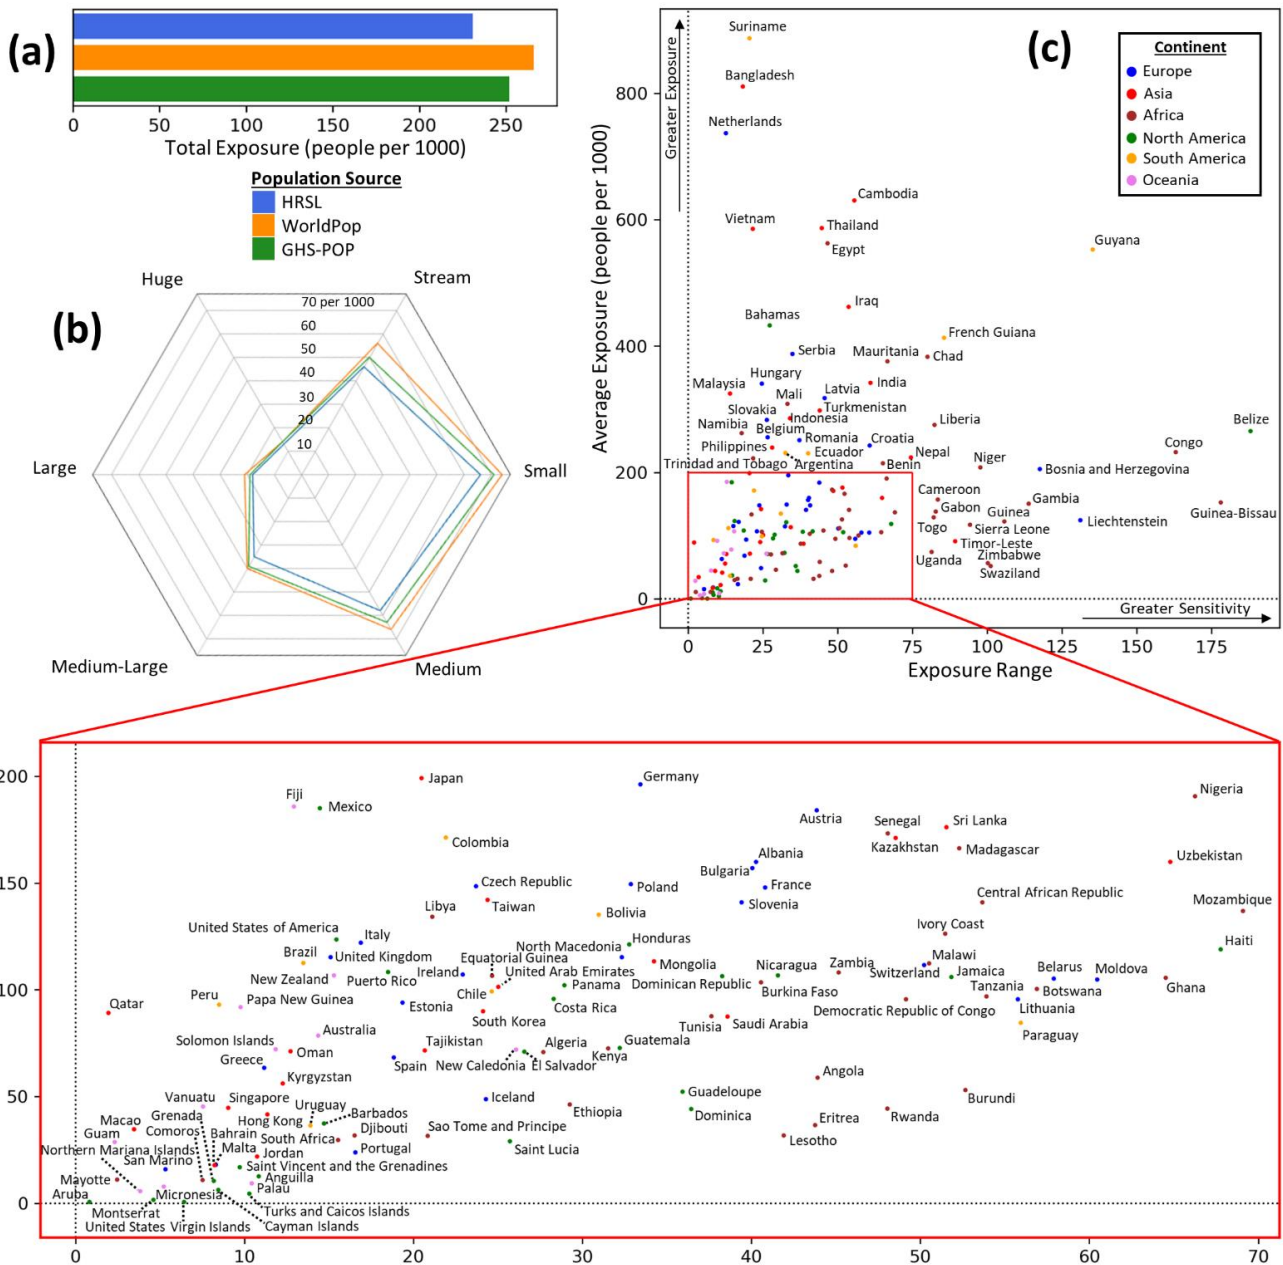 (a)
0 50 100 150 200 250
Total Exposure (people per 1000)
Population Source
HRSL
WorldPop
GHS-POP
(b)
Huge
Stream
70 per 1000
60
50
40
30
20
10
Large
Small
Medium-Large
Medium
(c)
Continent
Europe
Asia
Africa
North America
South America
Oceania
Greater Exposure
Average Exposure (people per 1000)
800
600
400
200
0
Suriname
Bangladesh
Netherlands
Cambodia
Vietnam
Thailand
Egypt
Guyana
Iraq
Bahamas
French Guiana
Serbia
Mauritania
Chad
Hungary
Malaysia
India
Mali
Latvia
Slovakia
Turkmenistan
Indonesia
Namibia
Belgium
Liberia
Belize
Romania
Croatia
Philippines
Ecuador
Nepal
Congo
Trinidad and Tobago
Argentina
Benin
Niger
Bosnia and Herzegovina
Cameroon
Gambia
Gabon
Guinea
Guinea-Bissau
Togo
Sierra Leone
Liechtenstein
Timor-Leste
Uganda
Zimbabwe
Swaziland
Greater Sensitivity
0 25 50 75 100 125 150 175
Exposure Range
200
150
100
50
0
Japan
Germany
Fiji
Mexico
Nigeria
Austria
Senegal
Sri Lanka
Colombia
Kazakhstan
Madagascar
Albania
Uzbekistan
Bulgaria
Czech Republic
Poland
France
Central African Republic
Mozambique
Libya
Taiwan
Slovenia
Bolivia
United States of America
Italy
Ivory Coast
Honduras
North Macedonia
Haiti
Brazil
United Kingdom
Equatorial Guinea
Malawi
Mongolia
Zambia
New Zealand
Puerto Rico
Ireland
United Arab Emirates
Nicaragua
Switzerland
Jamaica
Belarus
Moldova
Dominican Republic
Panama
Tanzania
Botswana
Ghana
Burkina Faso
Qatar
Peru
Papua New Guinea
Chile
Estonia
Costa Rica
Democratic Republic of Congo
Lithuania
South Korea
Tunisia
Saudi Arabia
Paraguay
Australia
Solomon Islands
Oman
Tajikistan
Algeria
Guatemala
Kenya
Greece
Spain
New Caledonia
El Salvador
Kyrgyzstan
Angola
Vanuatu
Singapore
Iceland
Guadeloupe
Burundi
Uruguay
Barbados
Ethiopia
Dominica
Rwanda
Grenada
Macao
Hong Kong
Djibouti
Sao Tome and Principe
Eritrea
Guam
Comoros
Bahrain
South Africa
Lesotho
Northern Mariana Islands
Malta
Portugal
Saint Lucia
San Marino
Jordan
Saint Vincent and the Grenadines
Mayotte
Anguilla
Aruba
Micronesia
Palau
Montserrat
Turks and Caicos Islands
United States Virgin Islands
Cayman Islands
0 10 20 30 40 50 60 70